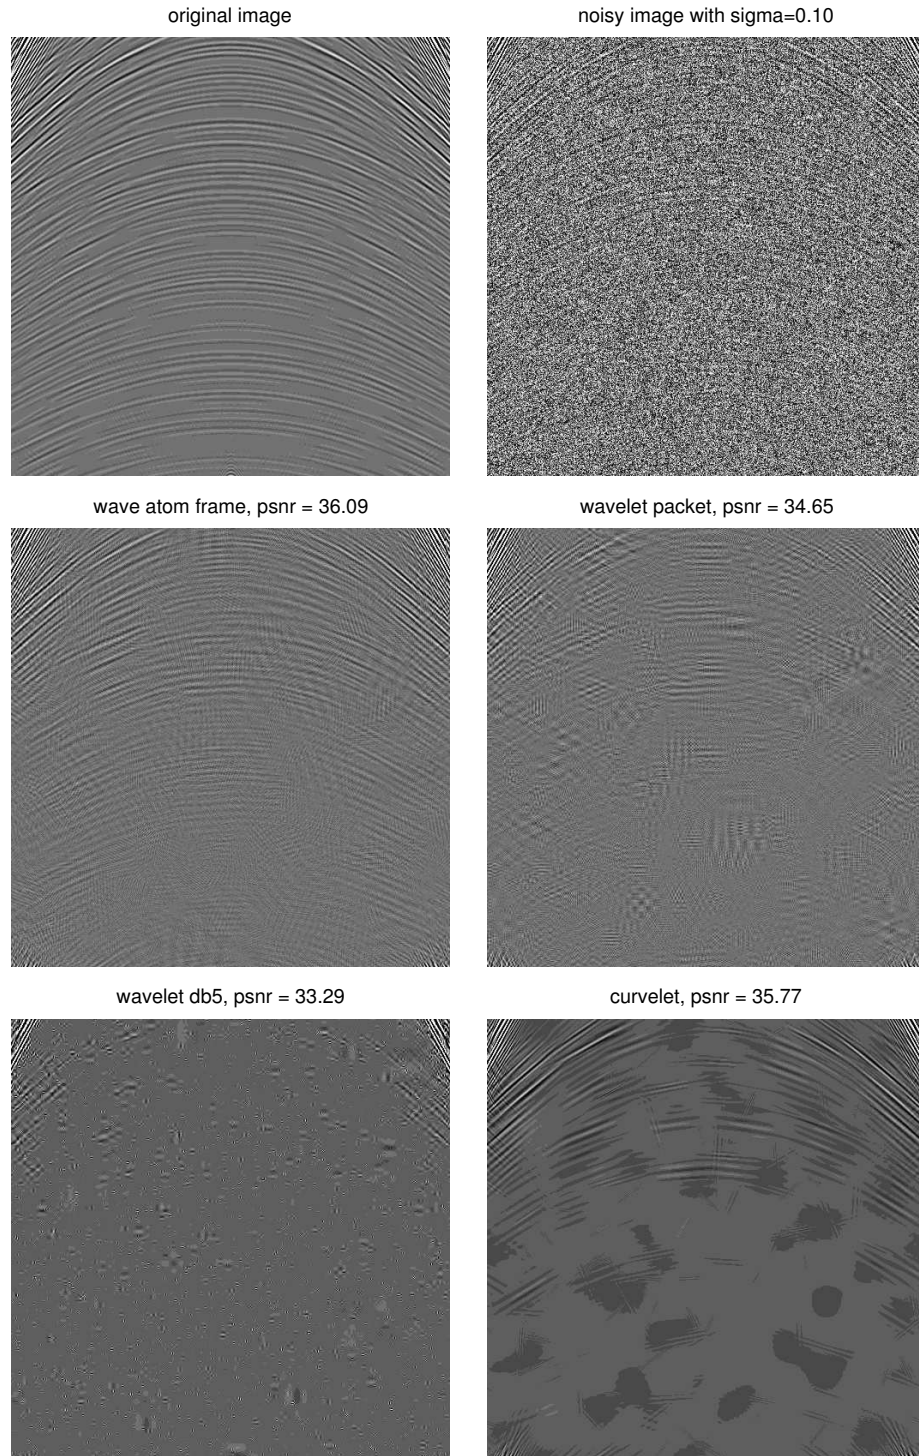 original image
noisy image with sigma=0.10
wave atom frame, psnr = 36.09
wavelet packet, psnr = 34.65
wavelet db5, psnr = 33.29
curvelet, psnr = 35.77